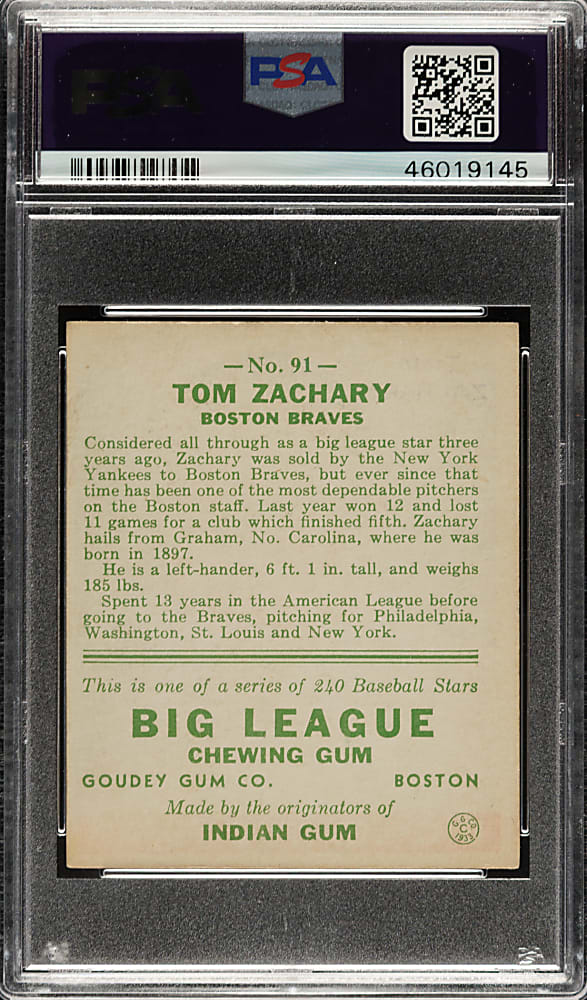 PSA
PSA
46019145
— No. 91 —
TOM ZACHARY
BOSTON BRAVES
Considered all through as a big league star three
years ago, Zachary was sold by the New York
Yankees to Boston Braves, but ever since that
time has been one of the most dependable pitchers
on the Boston staff. Last year won 12 and lost
11 games for a club which finished fifth. Zachary
hails from Graham, No. Carolina, where he was
born in 1897.
He is a left-hander, 6 ft. 1 in. tall, and weighs
185 lbs.
Spent 13 years in the American League before
going to the Braves, pitching for Philadelphia,
Washington, St. Louis and New York.
This is one of a series of 240 Baseball Stars
BIG LEAGUE
CHEWING GUM
GOUDEY GUM CO. BOSTON
Made by the originators of
INDIAN GUM
G. G. Co.
C
1933